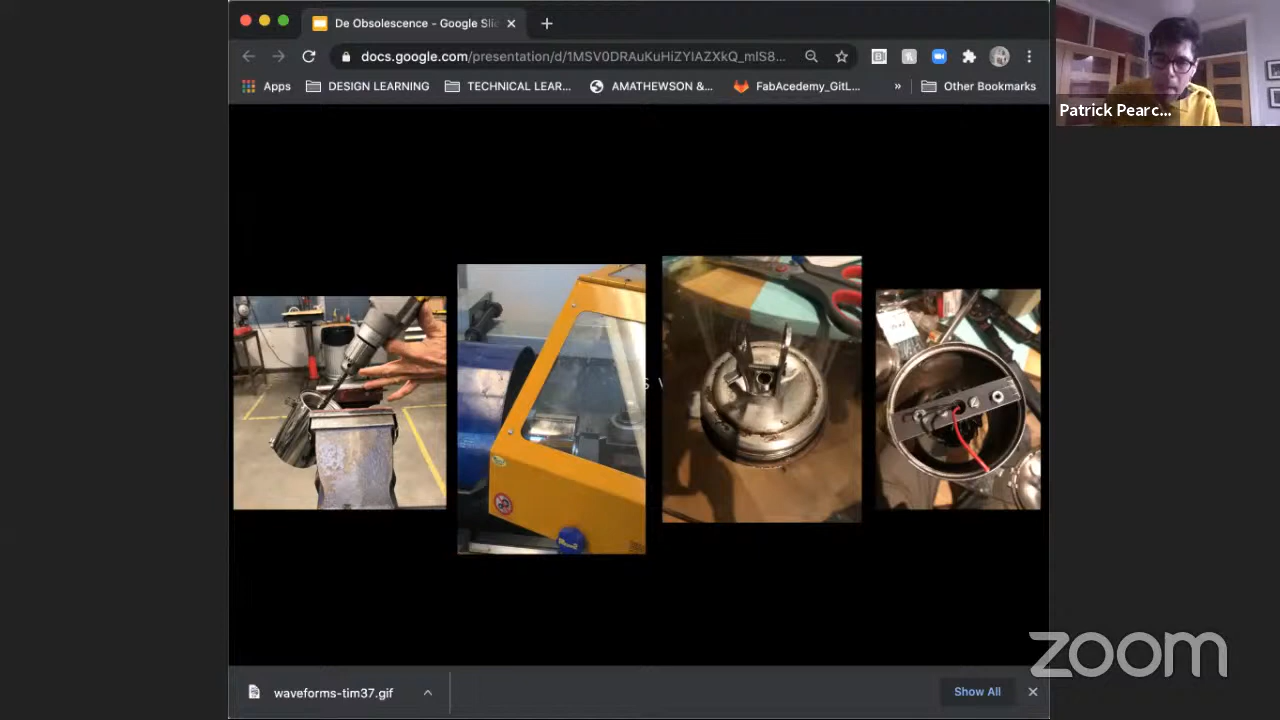 De Obsolescence - Google Slid
docs.google.com/presentation/d/1MSV0DRAuKuHiZYIAZXkQ_mIS8...
Apps
DESIGN LEARNING
TECHNICAL LEAR...
AMATHEWSON &...
FabAcedemy_GitL...
»
Other Bookmarks
Patrick Pearc...
waveforms-tim37.gif
Show All
zoom